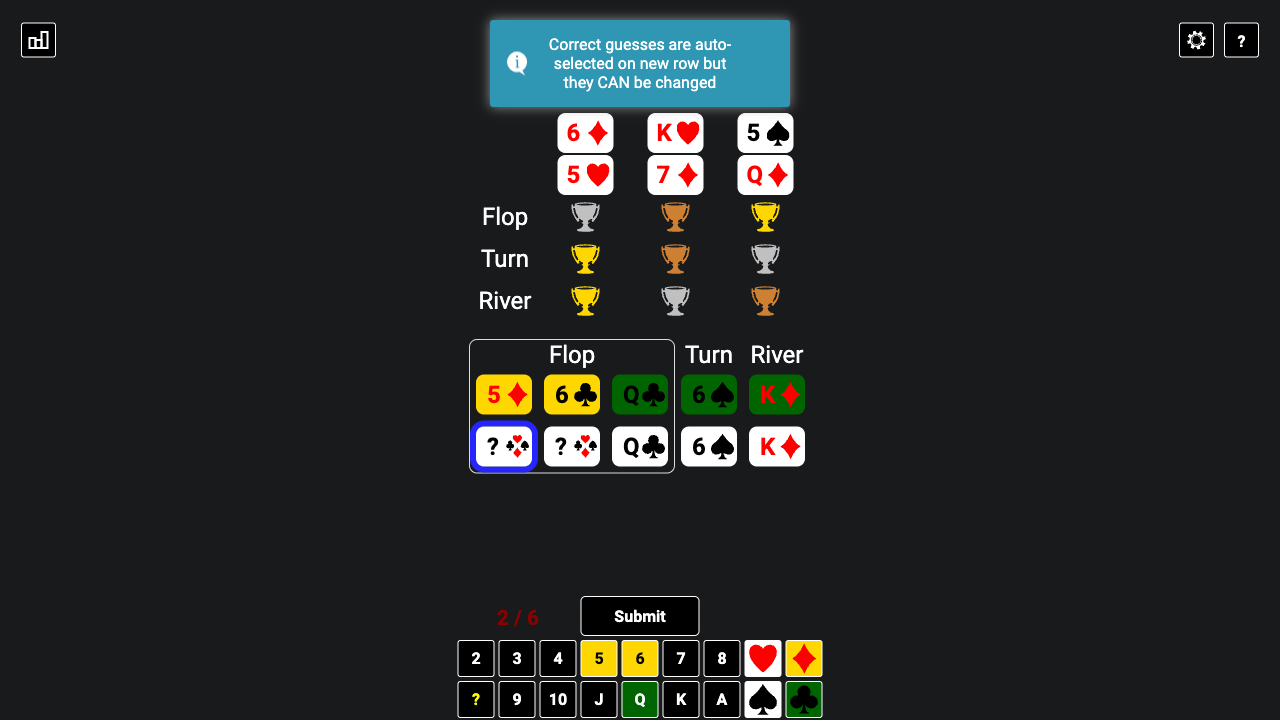 Correct guesses are auto-
selected on new row but
they CAN be changed
6 K 5
5 7 Q
Flop
Turn
River
Flop Turn River
5 6 Q 6 K
? ? Q 6 K
2 / 6 Submit
2 3 4 5 6 7 8
? 9 10 J Q K A
?